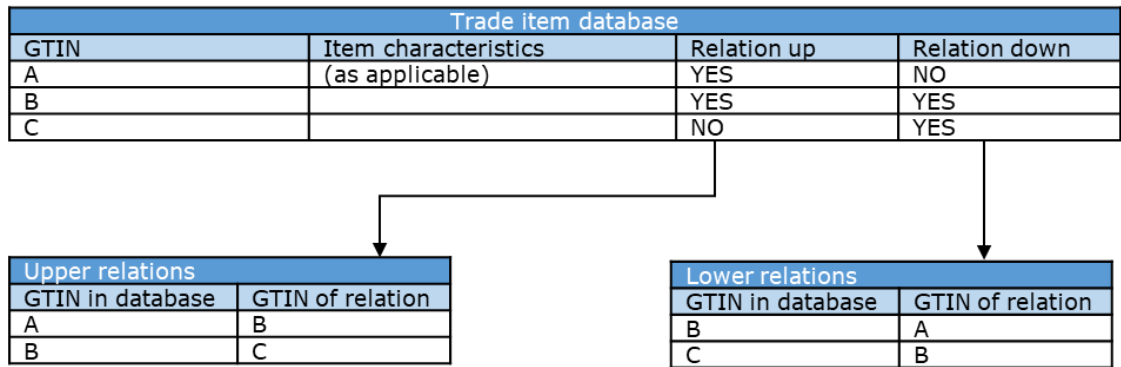 Trade item database
GTIN Item characteristics Relation up Relation down
A (as applicable) YES NO
B YES YES
C NO YES
Upper relations
GTIN in database GTIN of relation
A B
B C
Lower relations
GTIN in database GTIN of relation
B A
C B